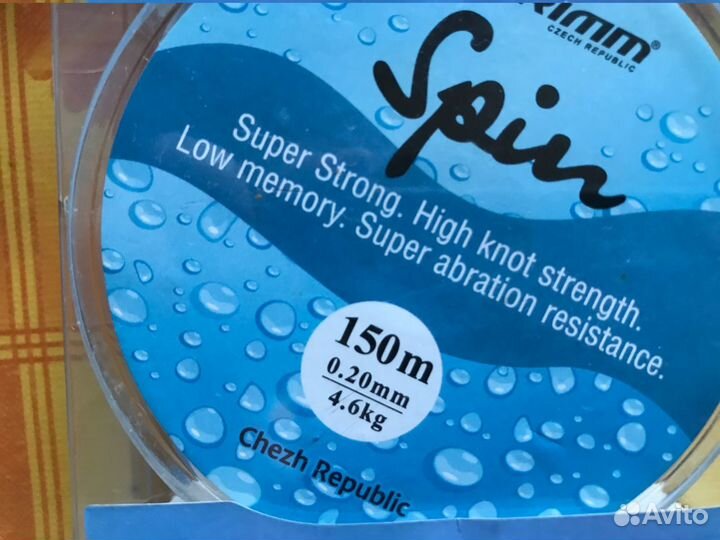 CZECH REPUBLIC
Spin
Super Strong. High knot strength.
Low memory. Super abration resistance.
150m
0.20mm
4.6kg
Chezh Republic
Avito